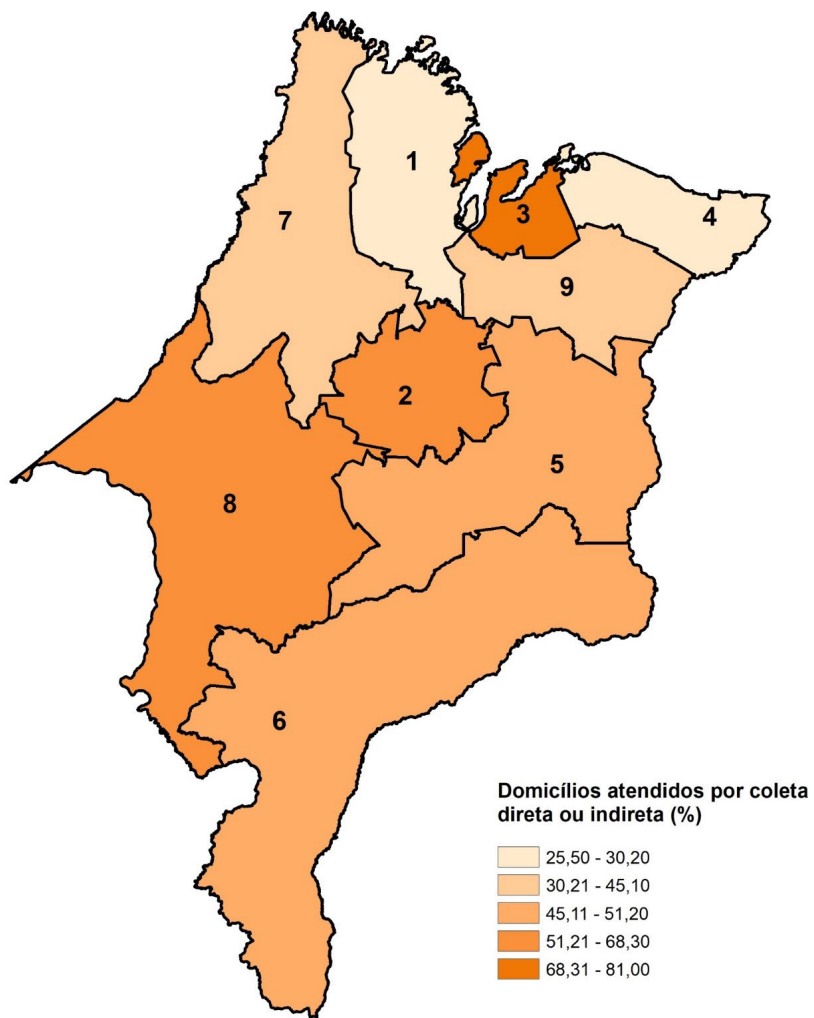 1
3
4
7
9
2
5
8
6
Domicílios atendidos por coleta
direta ou indireta (%)
25,50 - 30,20
30,21 - 45,10
45,11 - 51,20
51,21 - 68,30
68,31 - 81,00